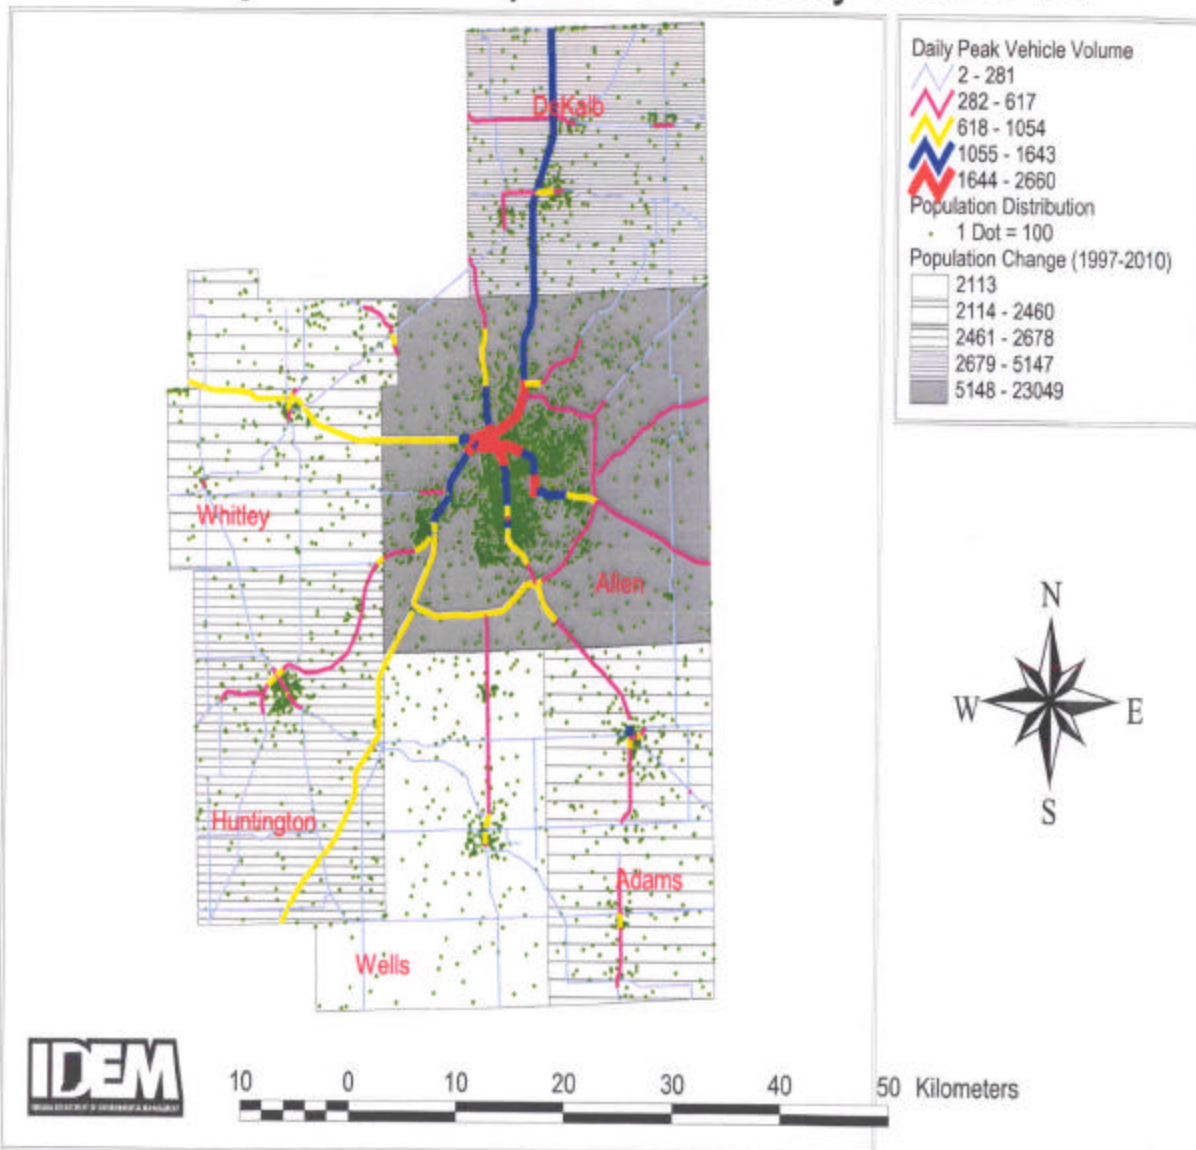 Daily Peak Vehicle Volume
2 - 281
282 - 617
618 - 1054
1055 - 1643
1644 - 2660
Population Distribution
1 Dot = 100
Population Change (1997-2010)
2113
2114 - 2460
2461 - 2678
2679 - 5147
5148 - 23049
DeKalb
Whitley
Allen
Huntington
Adams
Wells
N
W E
S
IDEM
10 0 10 20 30 40 50 Kilometers